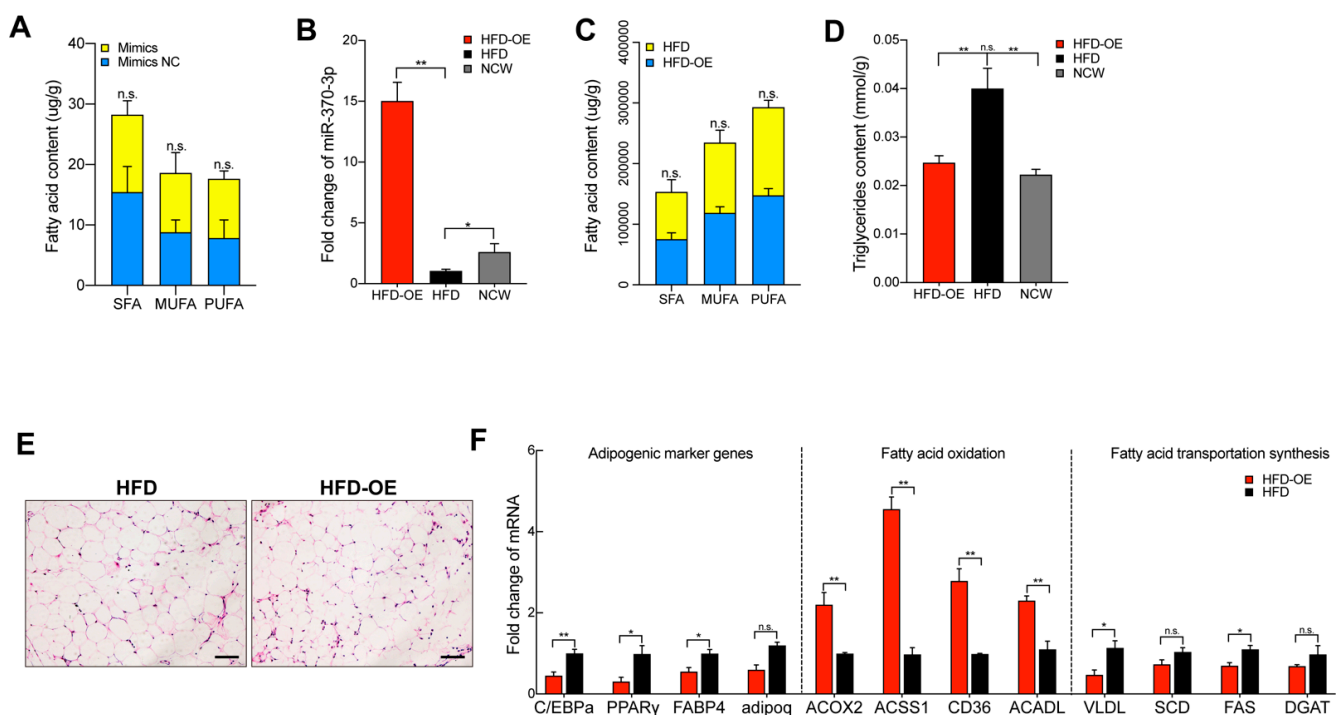 A
Mimics
Mimics NC
Fatty acid content (ug/g)
40
30
20
10
0
n.s.
n.s.
n.s.
SFA MUFA PUFA
B
HFD-OE
HFD
NCW
Fold change of miR-370-3p
20
15
10
5
0
**
*
HFD-OE HFD NCW
C
HFD
HFD-OE
Fatty acid content (ug/g)
400000
300000
200000
100000
0
n.s.
n.s.
n.s.
SFA MUFA PUFA
D
HFD-OE
HFD
NCW
Triglycerides content (mmol/g)
0.05
0.04
0.04
0.02
0.01
0.00
** n.s. **
HFD-OE HFD NCW
E
HFD HFD-OE
F
Adipogenic marker genes Fatty acid oxidation Fatty acid transportation synthesis
HFD-OE
HFD
Fold change of mRNA
6
4
2
0
** * * n.s. ** ** ** ** * n.s. * n.s.
C/EBPa PPARγ FABP4 adipoq ACOX2 ACSS1 CD36 ACADL VLDL SCD FAS DGAT